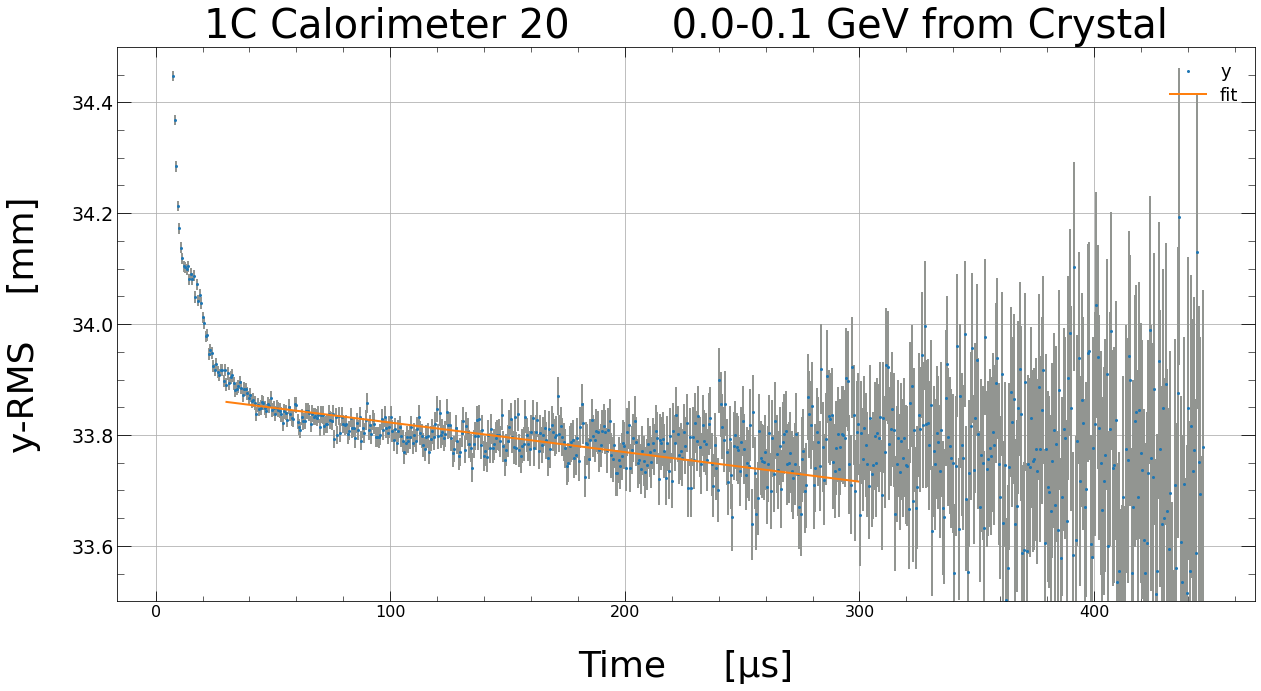 1C Calorimeter 20 0.0-0.1 GeV from Crystal
y
fit
34.4
34.2
34.0
33.8
33.6
y-RMS [mm]
0 100 200 300 400
Time [μs]